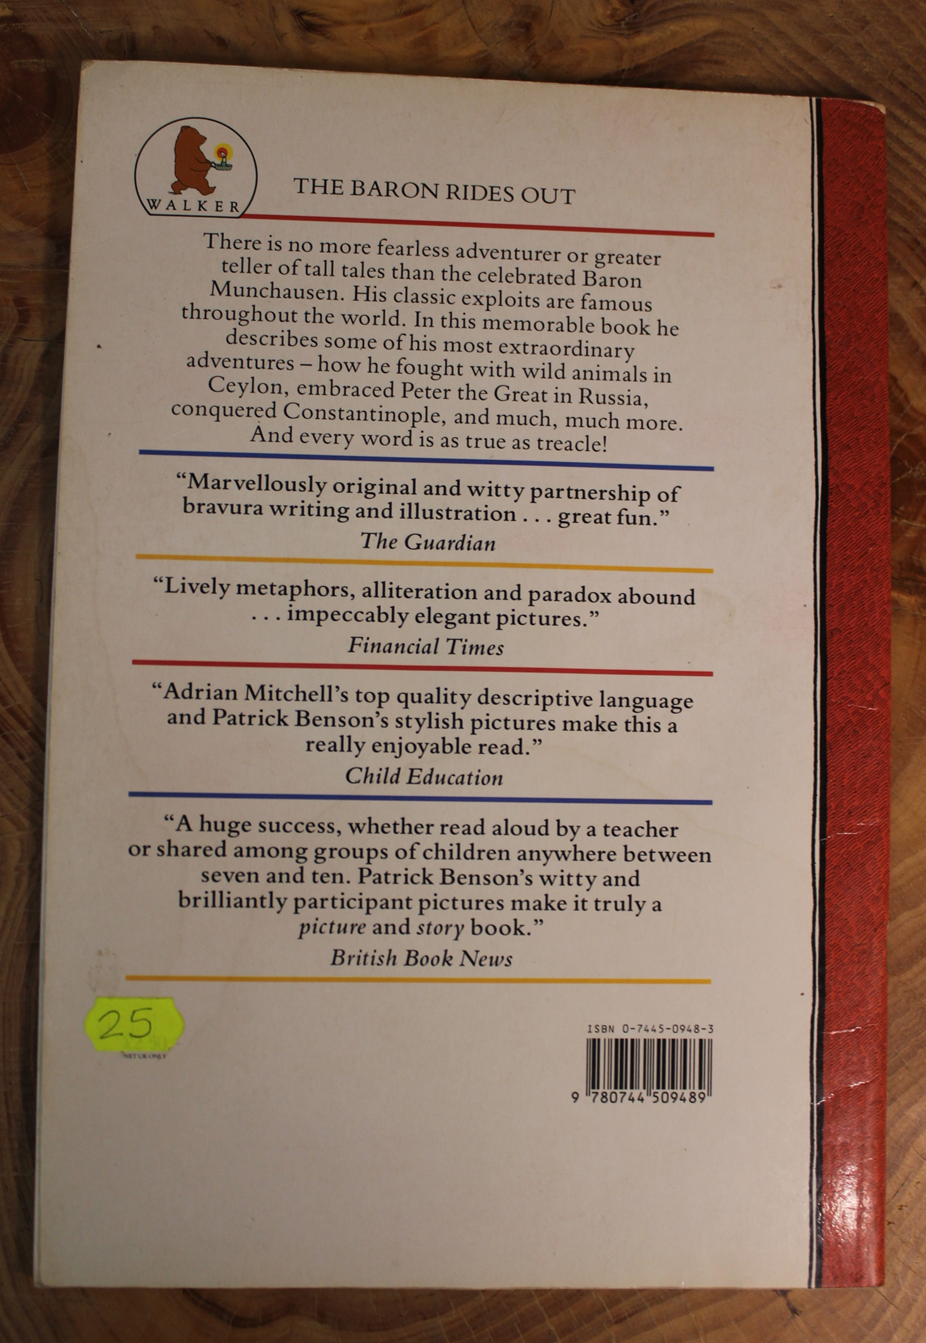 WALKER
THE BARON RIDES OUT
There is no more fearless adventurer or greater
teller of tall tales than the celebrated Baron
Munchausen. His classic exploits are famous
throughout the world. In this memorable book he
describes some of his most extraordinary
adventures – how he fought with wild animals in
Ceylon, embraced Peter the Great in Russia,
conquered Constantinople, and much, much more.
And every word is as true as treacle!
“Marvellously original and witty partnership of
bravura writing and illustration . . . great fun.”
The Guardian
“Lively metaphors, alliteration and paradox abound
. . . impeccably elegant pictures.”
Financial Times
“Adrian Mitchell’s top quality descriptive language
and Patrick Benson’s stylish pictures make this a
really enjoyable read.”
Child Education
“A huge success, whether read aloud by a teacher
or shared among groups of children anywhere between
seven and ten. Patrick Benson’s witty and
brilliantly participant pictures make it truly a
picture and story book.”
British Book News
25
ISBN 0-7445-0948-3
9 780744 509489